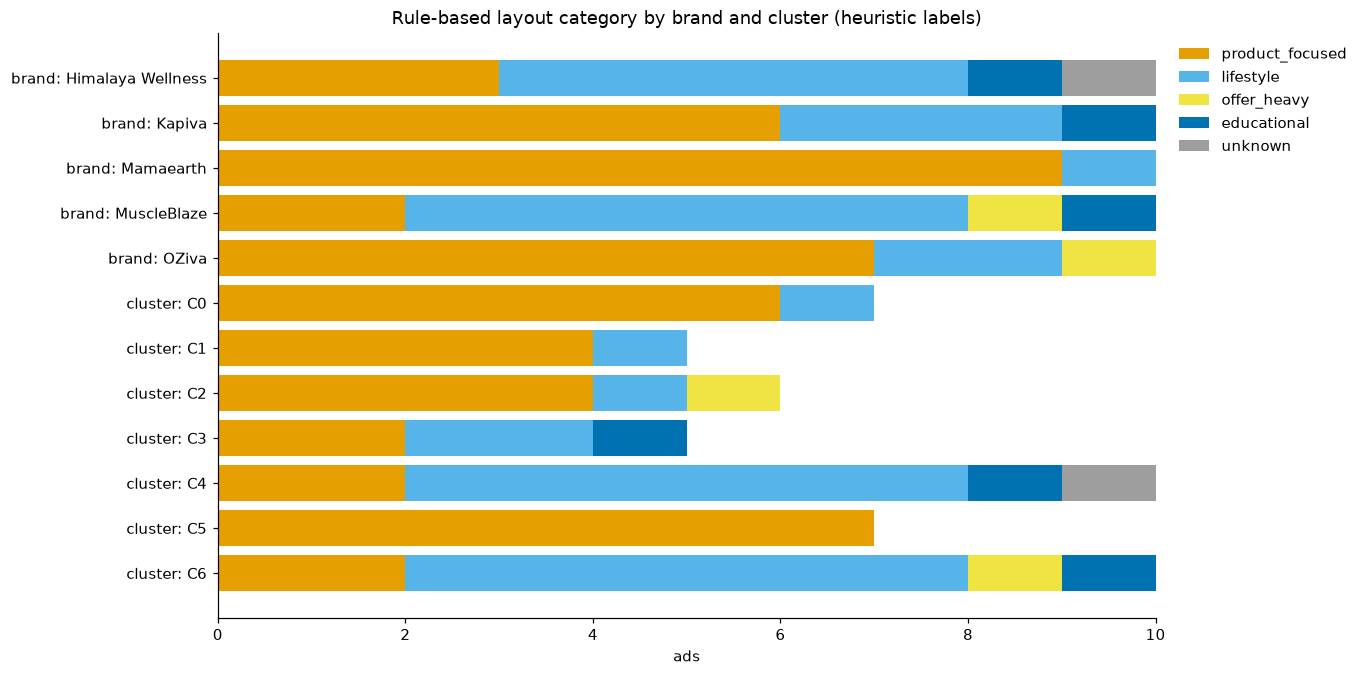 Rule-based layout category by brand and cluster (heuristic labels)
brand: Himalaya Wellness
brand: Kapiva
brand: Mamaearth
brand: MuscleBlaze
brand: OZiva
cluster: C0
cluster: C1
cluster: C2
cluster: C3
cluster: C4
cluster: C5
cluster: C6
0 2 4 6 8 10
ads
product_focused
lifestyle
offer_heavy
educational
unknown